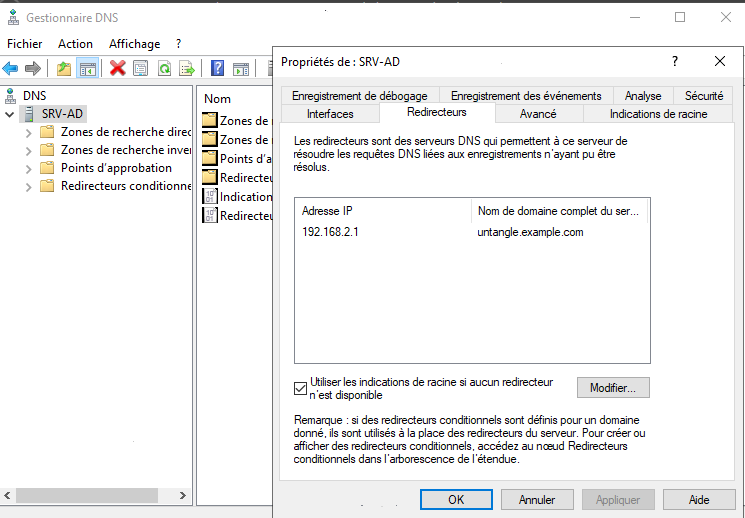 Gestionnaire DNS
Fichier Action Affichage ?
DNS
SRV-AD
Zones de recherche direc
Zones de recherche inver
Points d'approbation
Redirecteurs conditionne
Nom
Zones de r
Zones de r
Points d'a
Redirecteu
Indication
Redirecteu
Propriétés de : SRV-AD
?
Enregistrement de débogage Enregistrement des événements Analyse Sécurité
Interfaces Redirecteurs Avancé Indications de racine
Les redirecteurs sont des serveurs DNS qui permettent à ce serveur de
résoudre les requêtes DNS liées aux enregistrements n'ayant pu être
résolus.
Adresse IP Nom de domaine complet du ser...
192.168.2.1 untangle.example.com
Utiliser les indications de racine si aucun redirecteur
n'est disponible
Modifier...
Remarque : si des redirecteurs conditionnels sont définis pour un domaine
donné, ils sont utilisés à la place des redirecteurs du serveur. Pour créer ou
afficher des redirecteurs conditionnels, accédez au nœud Redirecteurs
conditionnels dans l'arborescence de l'étendue.
OK Annuler Appliquer Aide